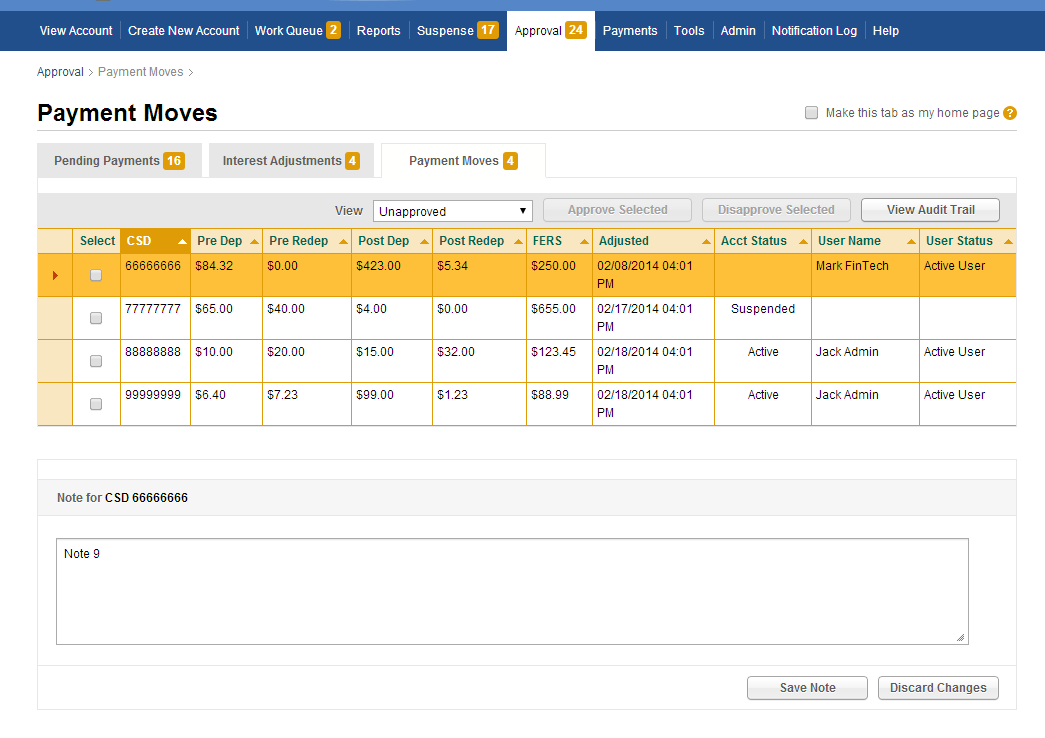 View Account Create New Account Work Queue 2 Reports Suspense 17 Approval 24 Payments Tools Admin Notification Log Help
Approval > Payment Moves >
Payment Moves
Make this tab as my home page ?
Pending Payments 16 Interest Adjustments 4 Payment Moves 4
View Unapproved Approve Selected Disapprove Selected View Audit Trail
Select CSD Pre Dep Pre Redep Post Dep Post Redep FERS Adjusted Acct Status User Name User Status
66666666 $84.32 $0.00 $423.00 $5.34 $250.00 02/08/2014 04:01 Mark FinTech Active User
PM
77777777 $65.00 $40.00 $4.00 $0.00 $655.00 02/17/2014 04:01 Suspended
PM
88888888 $10.00 $20.00 $15.00 $32.00 $123.45 02/18/2014 04:01 Active Jack Admin Active User
PM
99999999 $6.40 $7.23 $99.00 $1.23 $88.99 02/18/2014 04:01 Active Jack Admin Active User
PM
Note for CSD 66666666
Note 9
Save Note Discard Changes